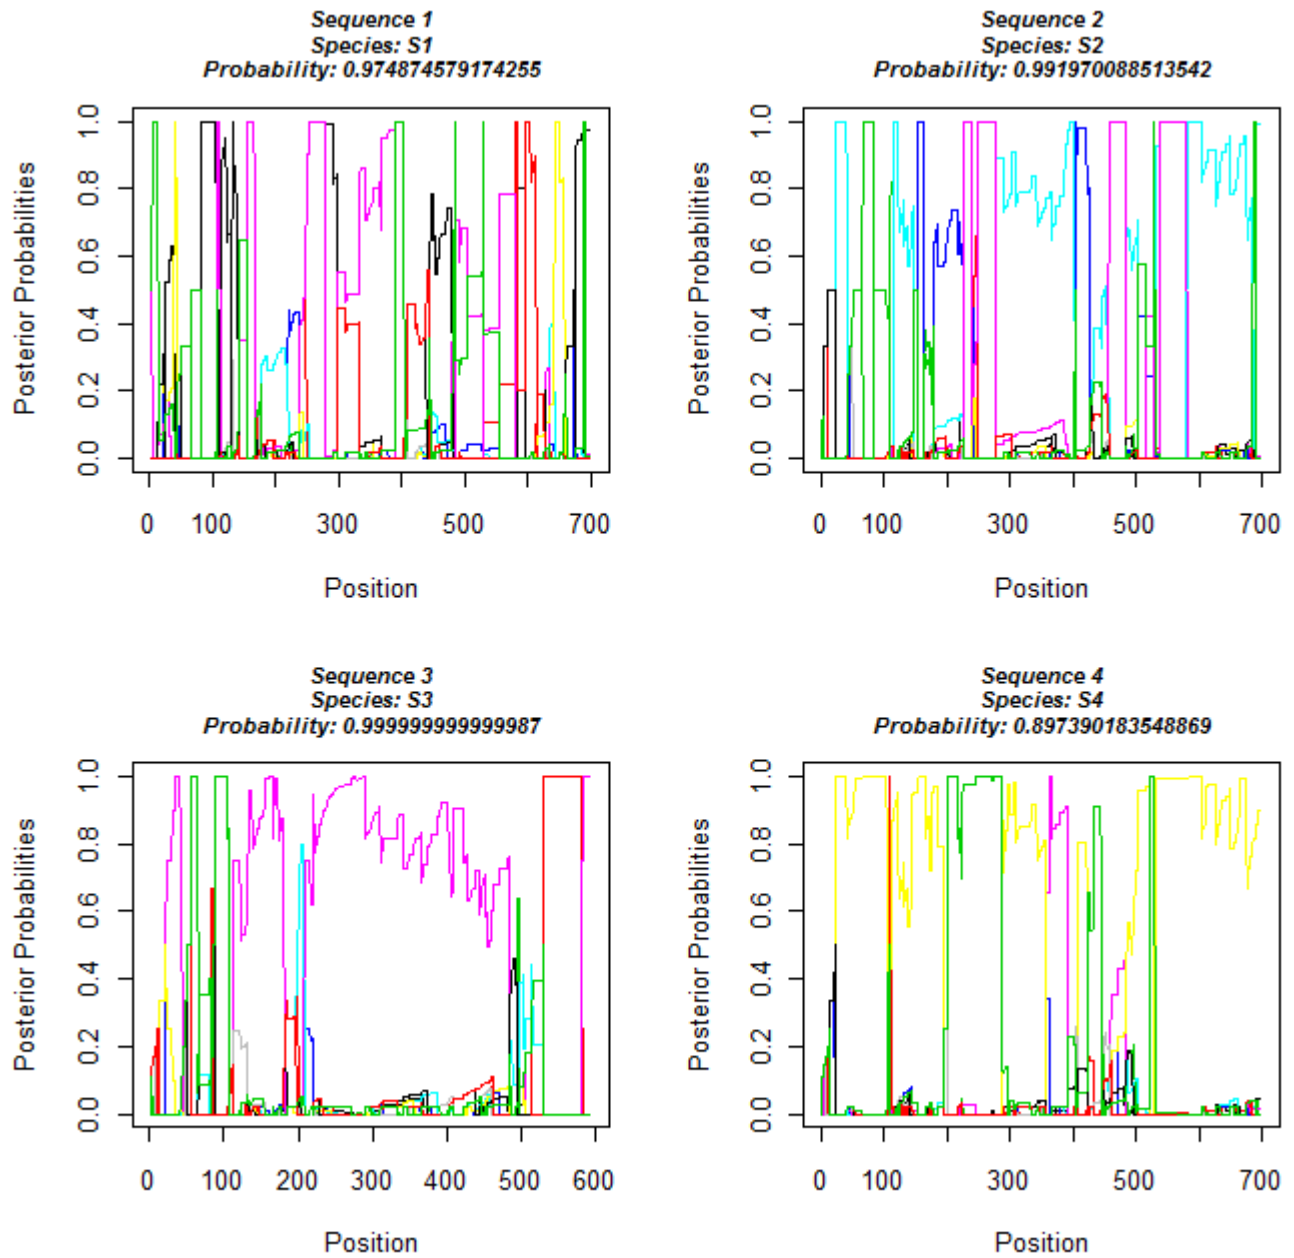 Sequence 1
Species: S1
Probability: 0.974874579174255
Posterior Probabilities
1.0
0.8
0.6
0.4
0.2
0.0
0 100 300 500 700
Position
Sequence 2
Species: S2
Probability: 0.991970088513542
Posterior Probabilities
1.0
0.8
0.6
0.4
0.2
0.0
0 100 300 500 700
Position
Sequence 3
Species: S3
Probability: 0.999999999999987
Posterior Probabilities
1.0
0.8
0.6
0.4
0.2
0.0
0 100 200 300 400 500 600
Position
Sequence 4
Species: S4
Probability: 0.897390183548869
Posterior Probabilities
1.0
0.8
0.6
0.4
0.2
0.0
0 100 300 500 700
Position